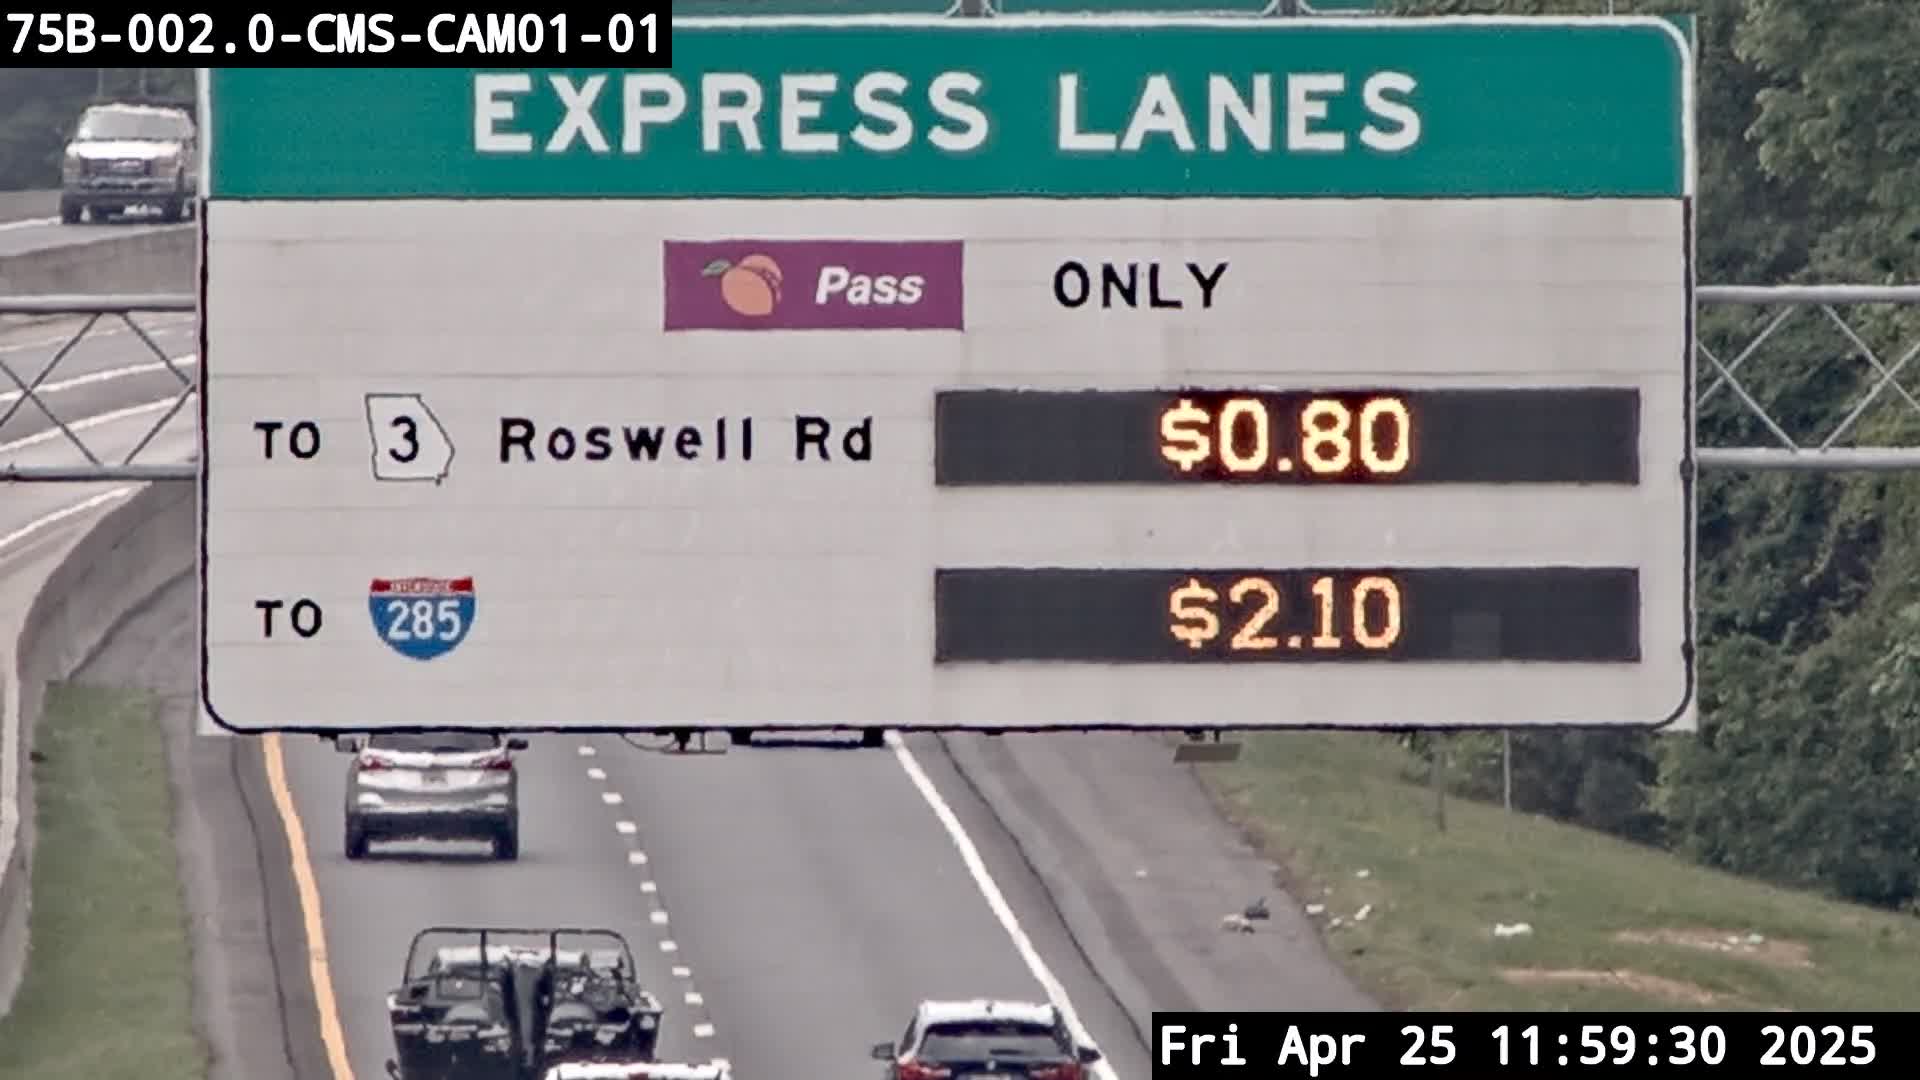 75B-002.0-CMS-CAM01-01
EXPRESS LANES
Pass ONLY
TO 3 Roswell Rd $0.80
TO INTERSTATE 285 $2.10
Fri Apr 25 11:59:30 2025